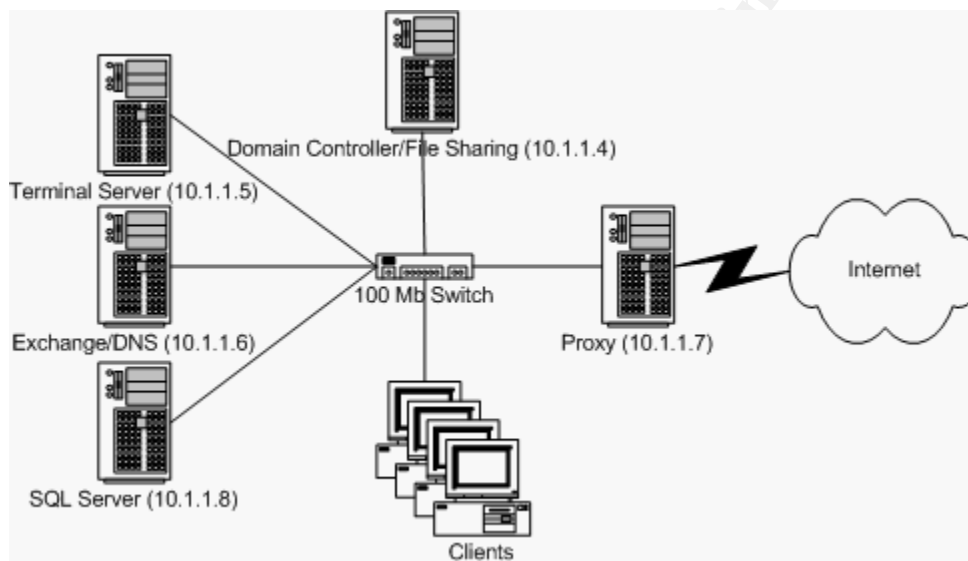 Domain Controller/File Sharing (10.1.1.4)
Terminal Server (10.1.1.5)
Internet
100 Mb Switch
Exchange/DNS (10.1.1.6)
Proxy (10.1.1.7)
SQL Server (10.1.1.8)
Clients